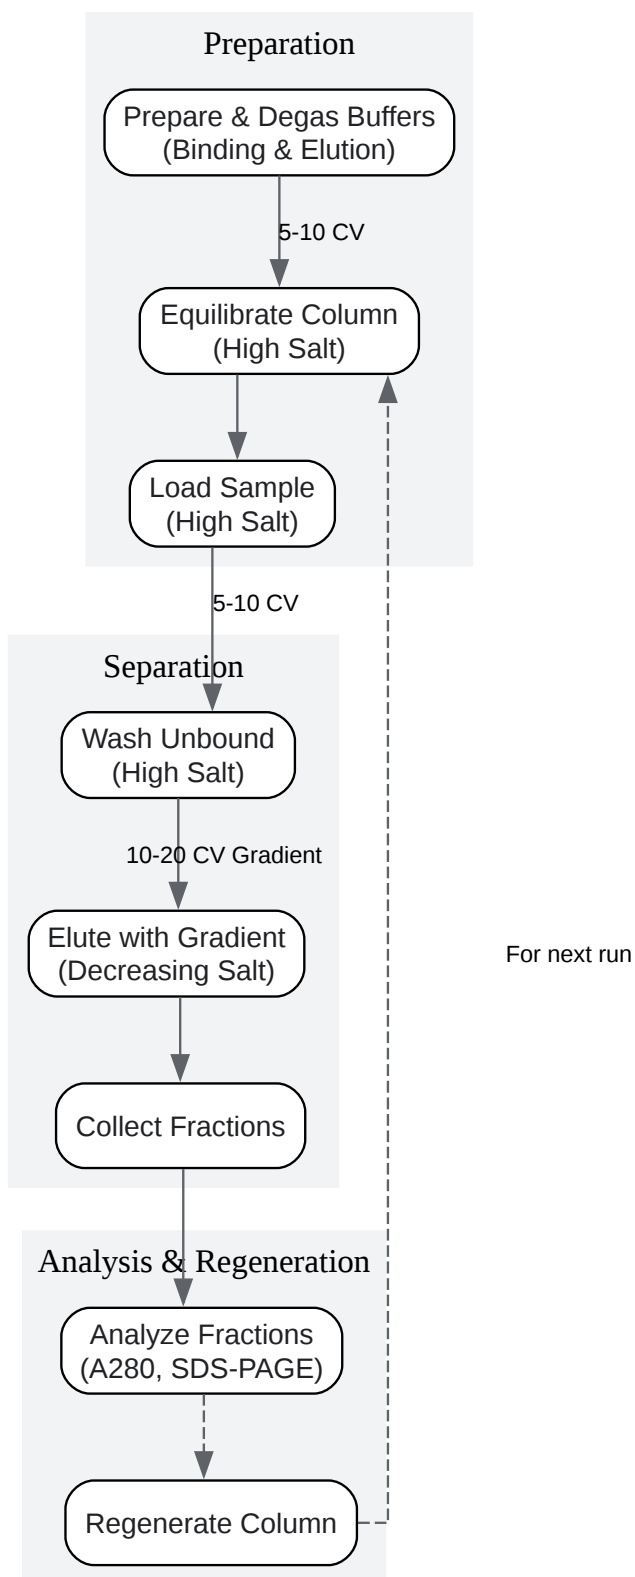 Preparation
Prepare & Degas Buffers
(Binding & Elution)
5-10 CV
Equilibrate Column
(High Salt)
Load Sample
(High Salt)
5-10 CV
Separation
Wash Unbound
(High Salt)
10-20 CV Gradient
Elute with Gradient
(Decreasing Salt)
For next run
Collect Fractions
Analysis & Regeneration
Analyze Fractions
(A280, SDS-PAGE)
Regenerate Column